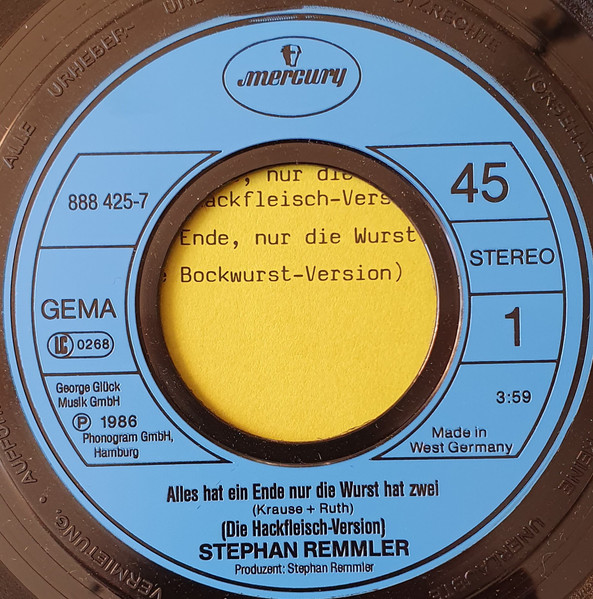 mercury
888 425-7
GEMA
LC 0268
George Glück
Musik GmbH
℗ 1986
Phonogram GmbH,
Hamburg
45
STEREO
1
3:59
Made in
West Germany
, nur die
ackfleisch-Vers
Ende, nur die Wurst
Bockwurst-Version)
Alles hat ein Ende nur die Wurst hat zwei
(Krause + Ruth)
(Die Hackfleisch-Version)
STEPHAN REMMLER
Produzent: Stephan Remmler
ALLE URHEBER-
VERMIETUNG,